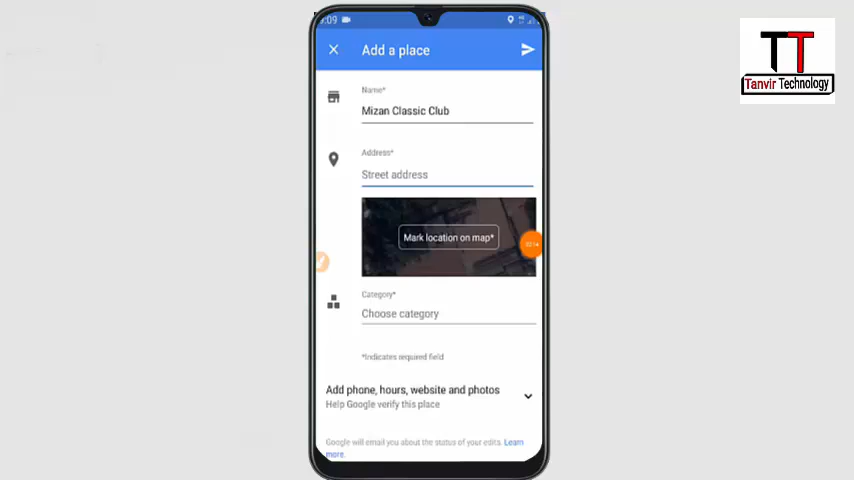 :09
Add a place
TT
Tanvir Technology
Name*
Mizan Classic Club
Address*
Street address
Mark location on map*
Category*
Choose category
*Indicates required field
Add phone, hours, website and photos
Help Google verify this place
Google will email you about the status of your edits. Learn
more.